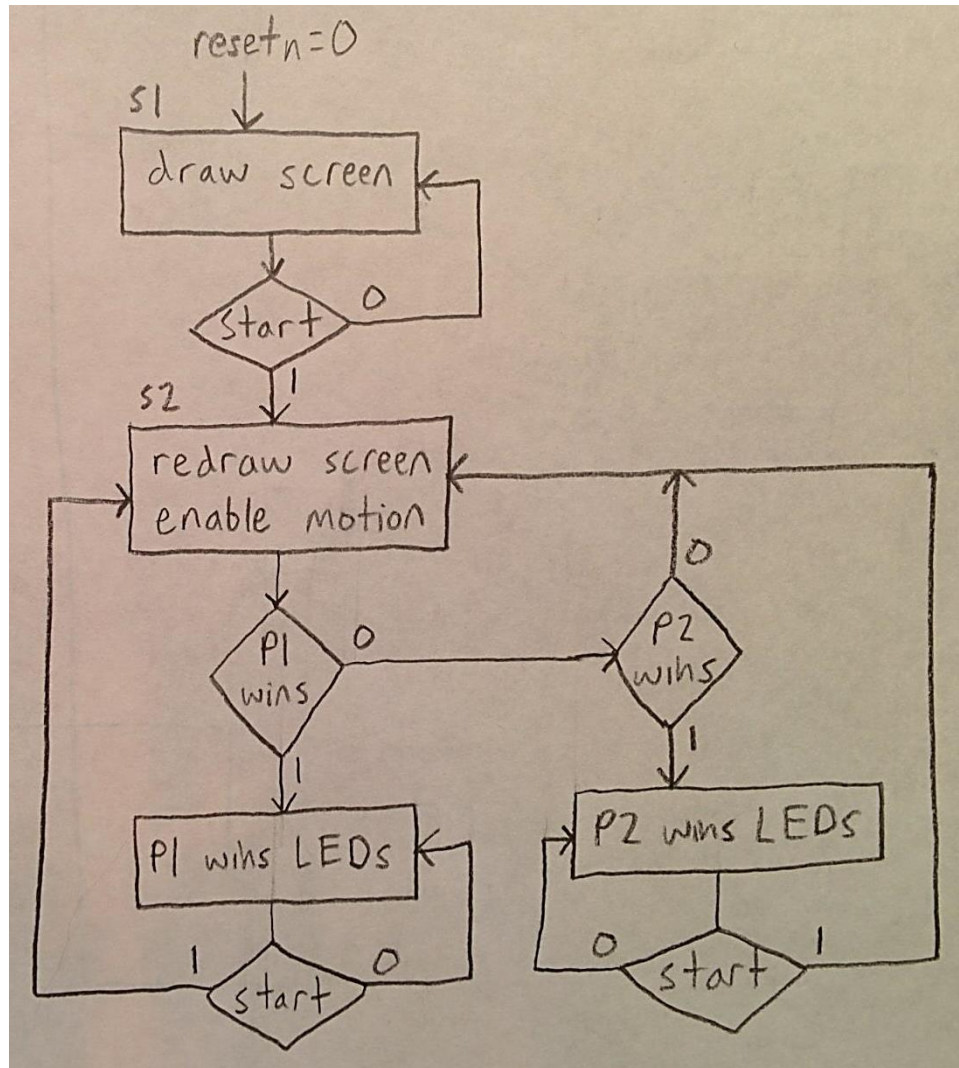 resetn=0
S1
draw screen
start
0
1
S2
redraw screen
enable motion
P1
wins
0
P2
wins
0
1
1
P1 wins LEDs
P2 wins LEDs
1
start
0
0
start
1